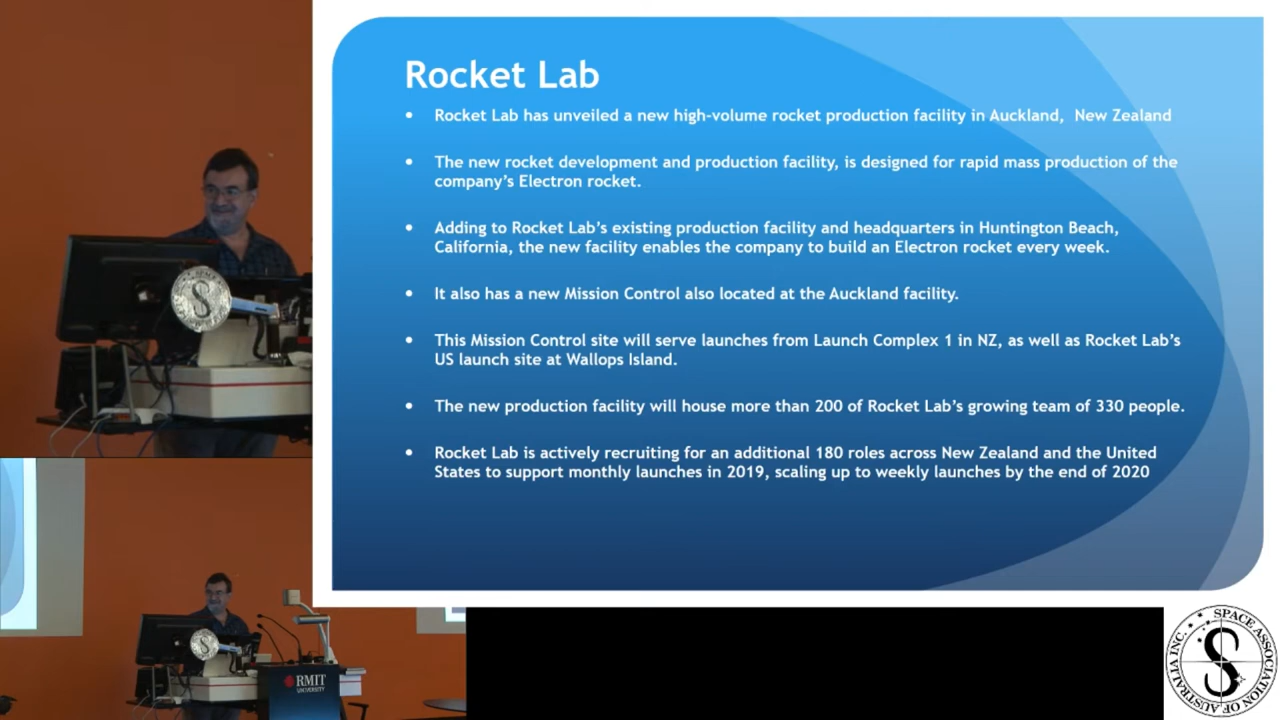 Rocket Lab
• Rocket Lab has unveiled a new high-volume rocket production facility in Auckland, New Zealand
• The new rocket development and production facility, is designed for rapid mass production of the
company's Electron rocket.
• Adding to Rocket Lab's existing production facility and headquarters in Huntington Beach,
California, the new facility enables the company to build an Electron rocket every week.
• It also has a new Mission Control also located at the Auckland facility.
• This Mission Control site will serve launches from Launch Complex 1 in NZ, as well as Rocket Lab's
US launch site at Wallops Island.
• The new production facility will house more than 200 of Rocket Lab's growing team of 330 people.
• Rocket Lab is actively recruiting for an additional 180 roles across New Zealand and the United
States to support monthly launches in 2019, scaling up to weekly launches by the end of 2020
SPACE
S
RMIT
UNIVERSITY
SPACE ASSOCIATION OF AUSTRALIA INC.
S